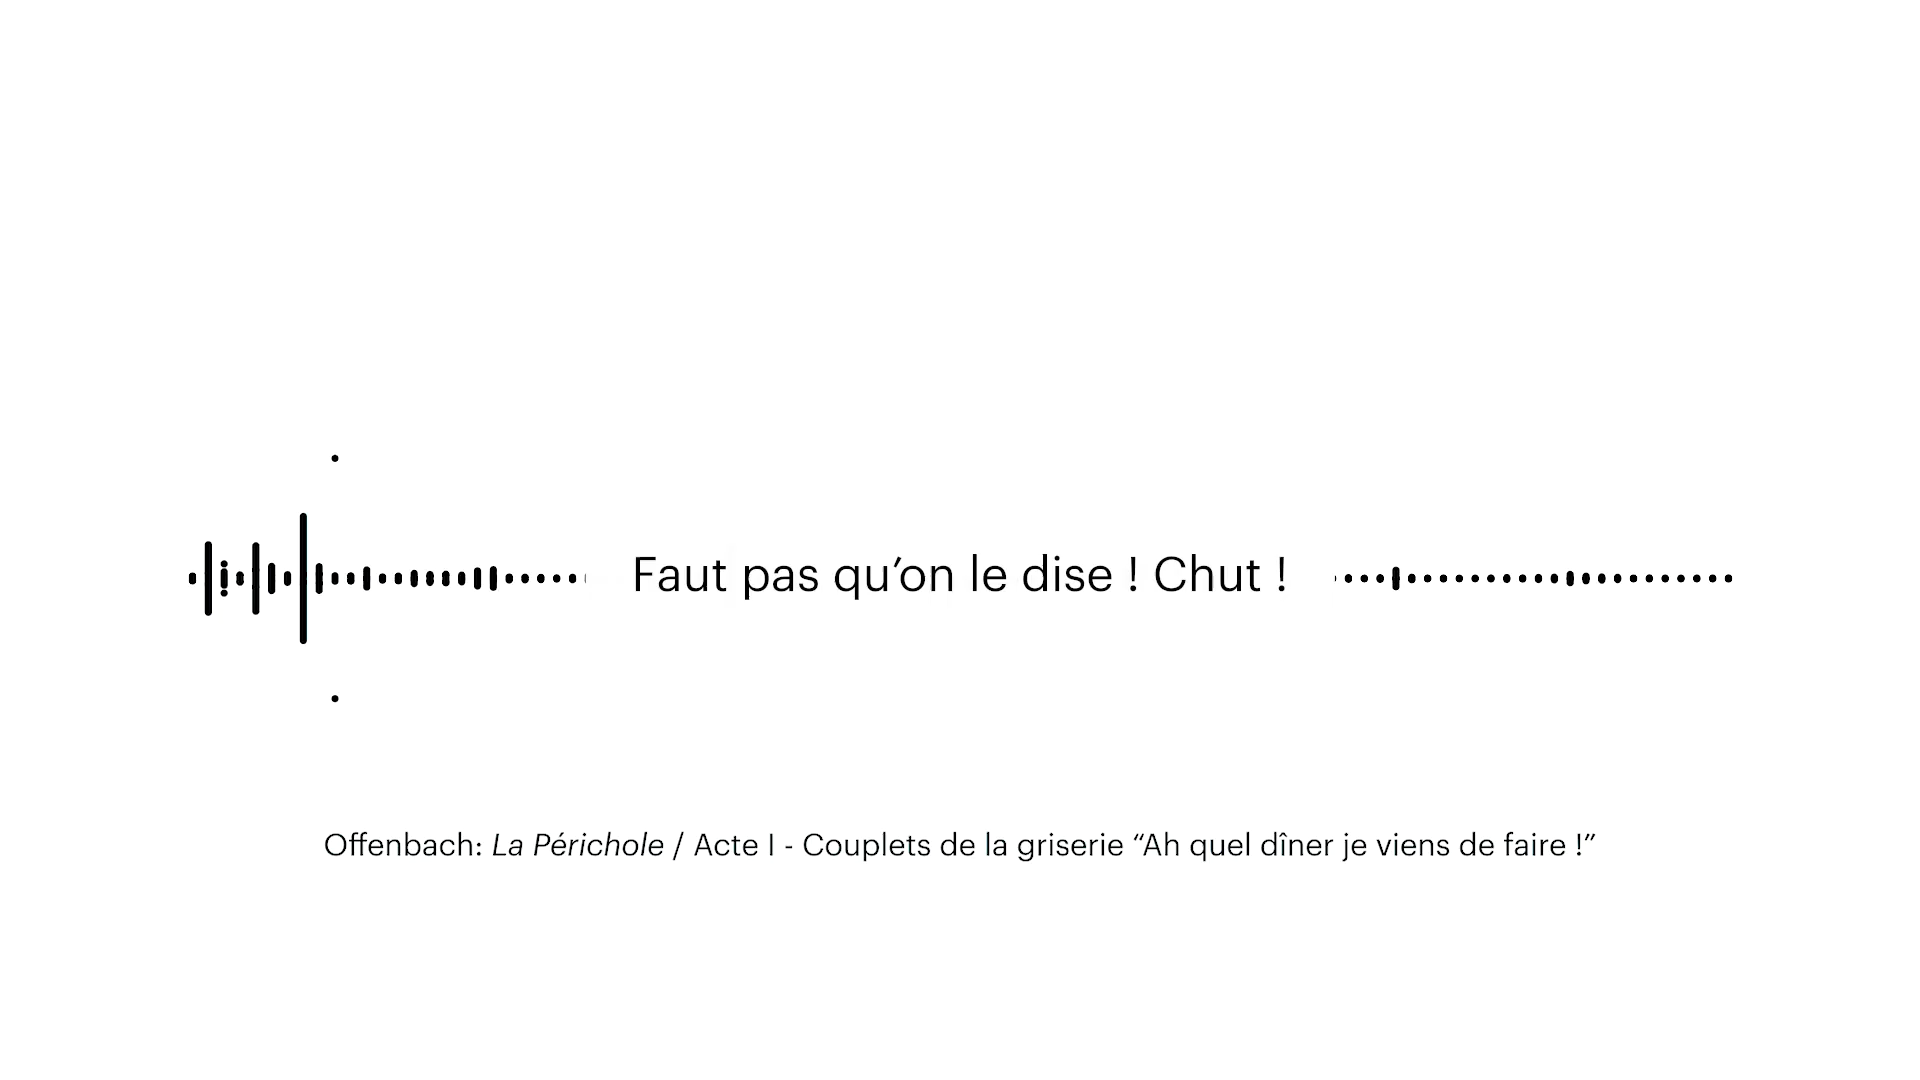 Faut pas qu’on le dise ! Chut !
Offenbach: La Périchole / Acte I - Couplets de la griserie “Ah quel dîner je viens de faire !”